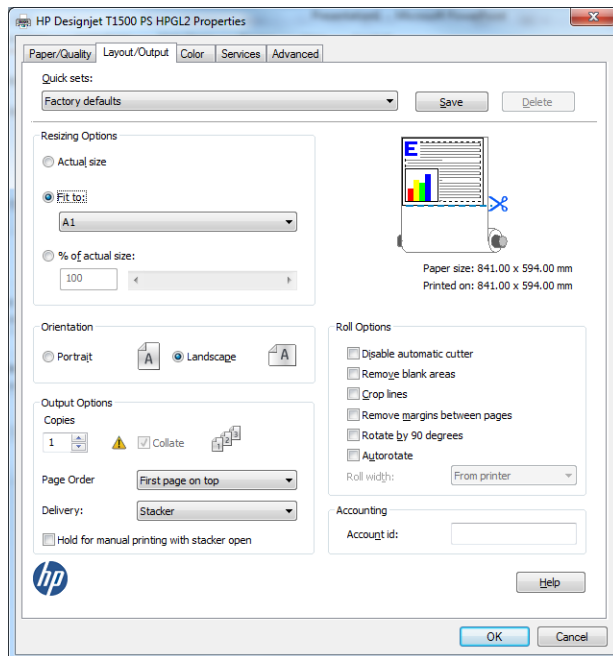 HP Designjet T1500 PS HPGL2 Properties
Paper/Quality Layout/Output Color Services Advanced
Quick sets:
Factory defaults Save Delete
Resizing Options
Actual size
Fit to:
A1
% of actual size:
100
E
Paper size: 841.00 x 594.00 mm
Printed on: 841.00 x 594.00 mm
Orientation
Portrait A Landscape A
Output Options
Copies
1 Collate 1 2 3
Page Order First page on top
Delivery: Stacker
Hold for manual printing with stacker open
Roll Options
Disable automatic cutter
Remove blank areas
Crop lines
Remove margins between pages
Rotate by 90 degrees
Autorotate
Roll width: From printer
Accounting
Account id:
hp
Help
OK Cancel